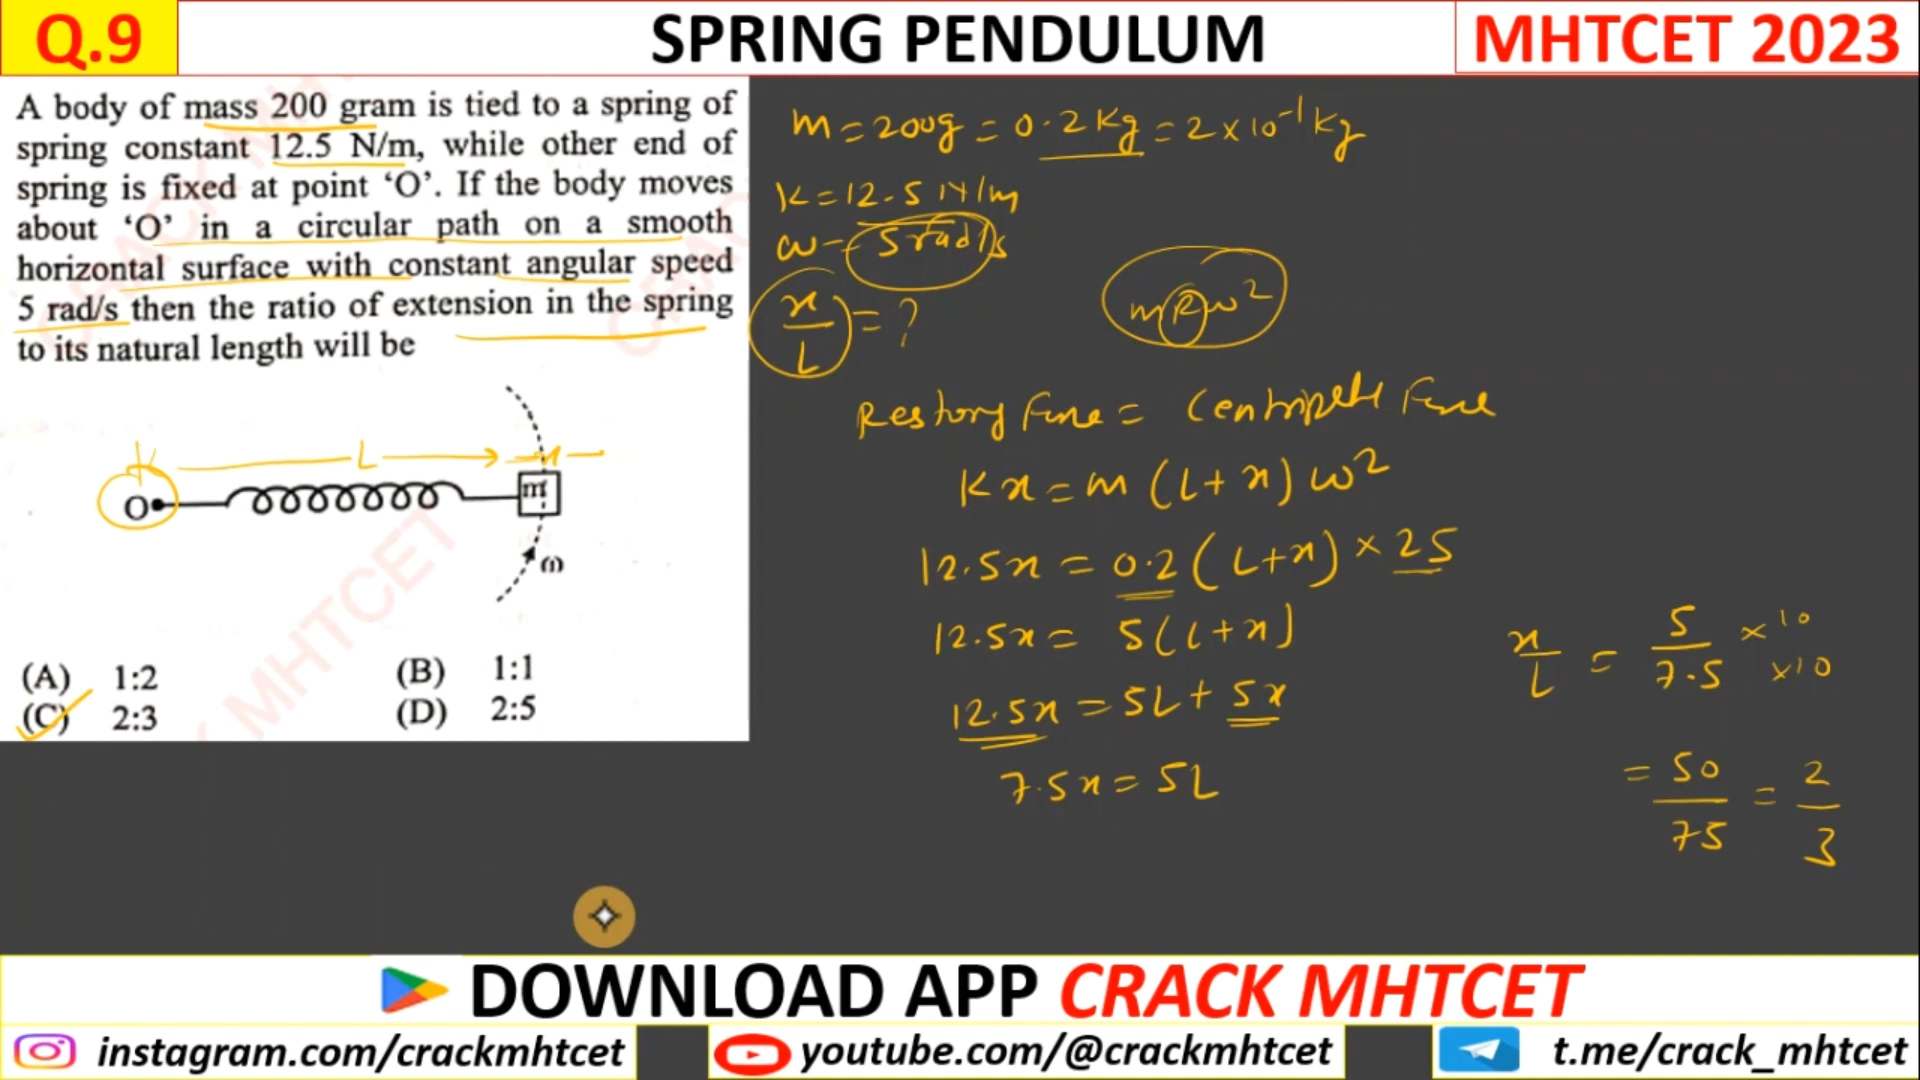 Q.9
SPRING PENDULUM
MHTCET 2023
A body of mass 200 gram is tied to a spring of
spring constant 12.5 N/m, while other end of
spring is fixed at point ‘O’. If the body moves
about ‘O’ in a circular path on a smooth
horizontal surface with constant angular speed
5 rad/s then the ratio of extension in the spring
to its natural length will be
K L x
O m
ω
(A) 1:2 (B) 1:1
(C) 2:3 (D) 2:5
m = 200g = 0.2 kg = 2 × 10⁻¹ kg
K = 12.5 N/m
ω = 5 rad/s
x/L = ?
mRω²
Restory Force = Centripetal Force
Kx = m (L+x) ω²
12.5x = 0.2 (L+x) × 25
12.5x = 5(L+x)
12.5x = 5L + 5x
7.5x = 5L
x/L = 5/7.5 ×10 ×10
= 50/75 = 2/3
CRACK MHTCET
DOWNLOAD APP CRACK MHTCET
instagram.com/crackmhtcet
youtube.com/@crackmhtcet
t.me/crack_mhtcet